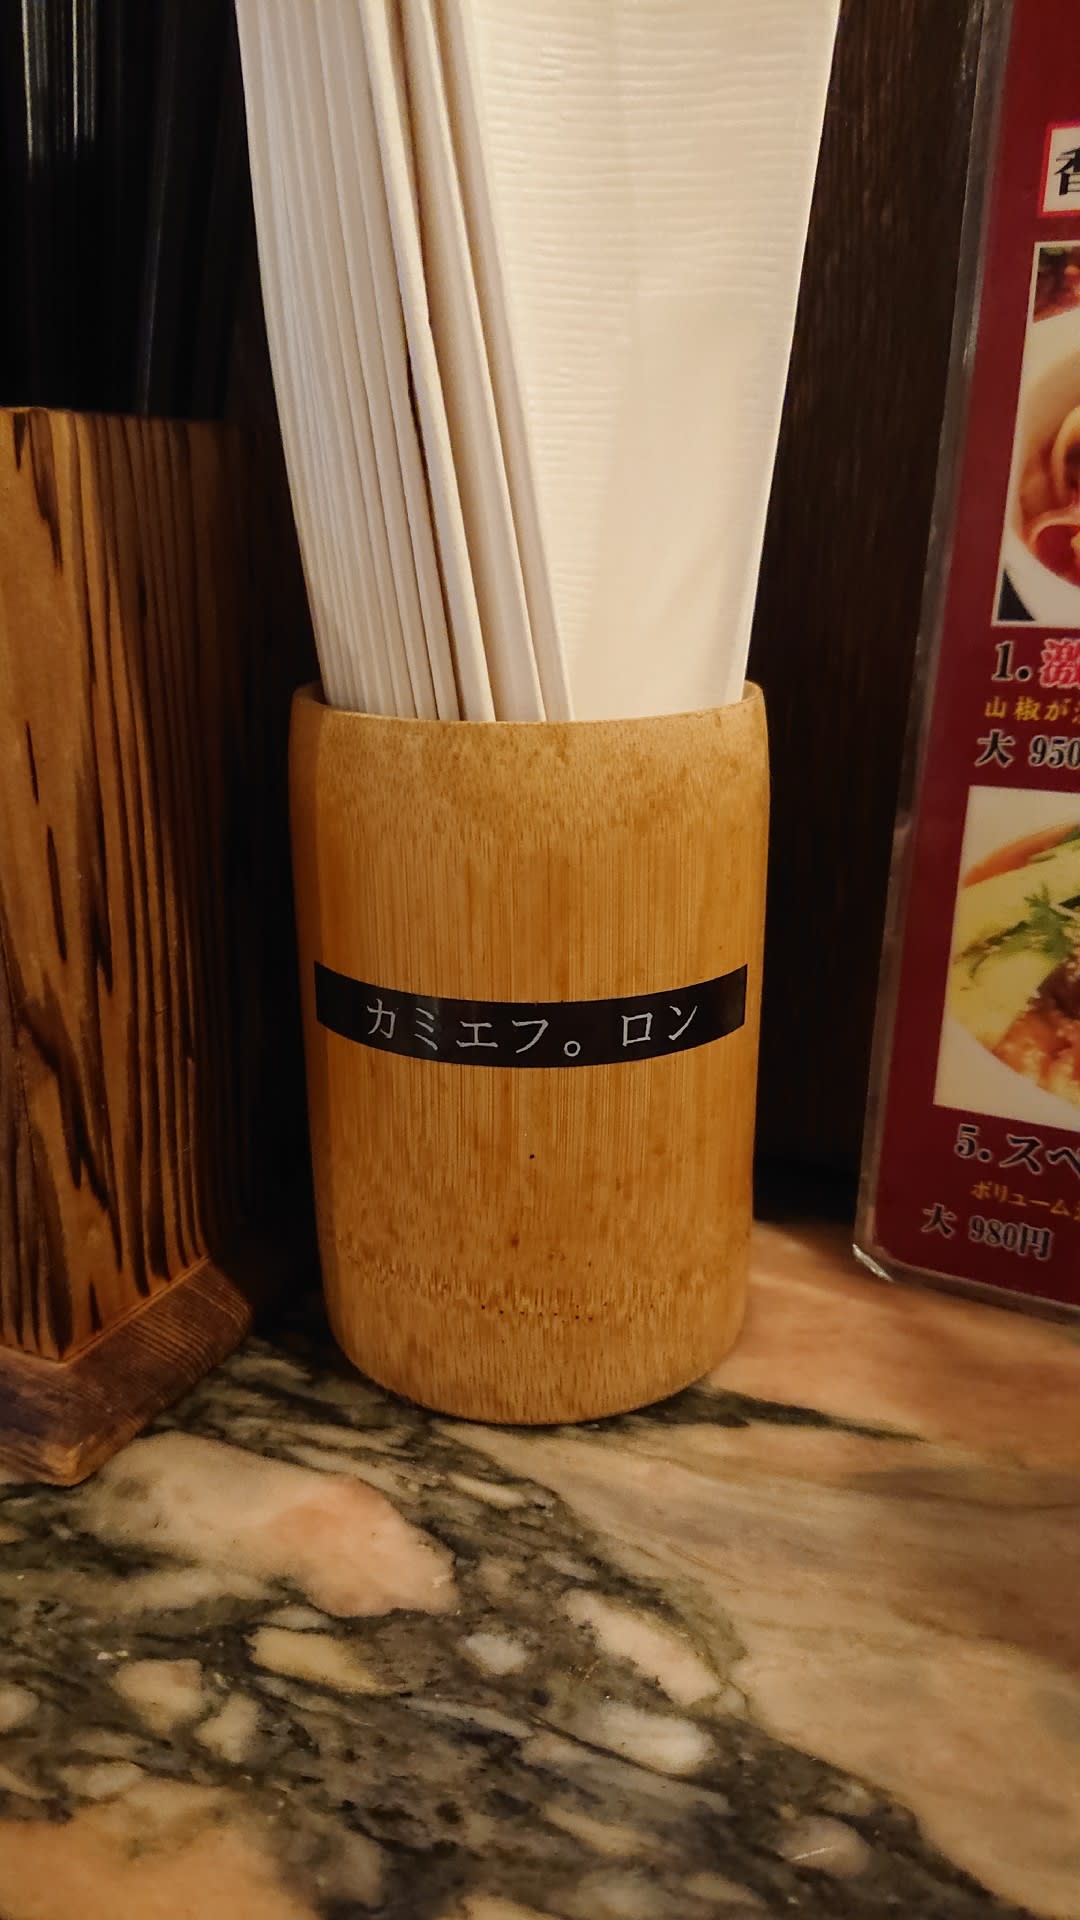 カミエフ。ロン
香
1.激
山椒が
大 950
5.スペ
ボリューム
大 980円